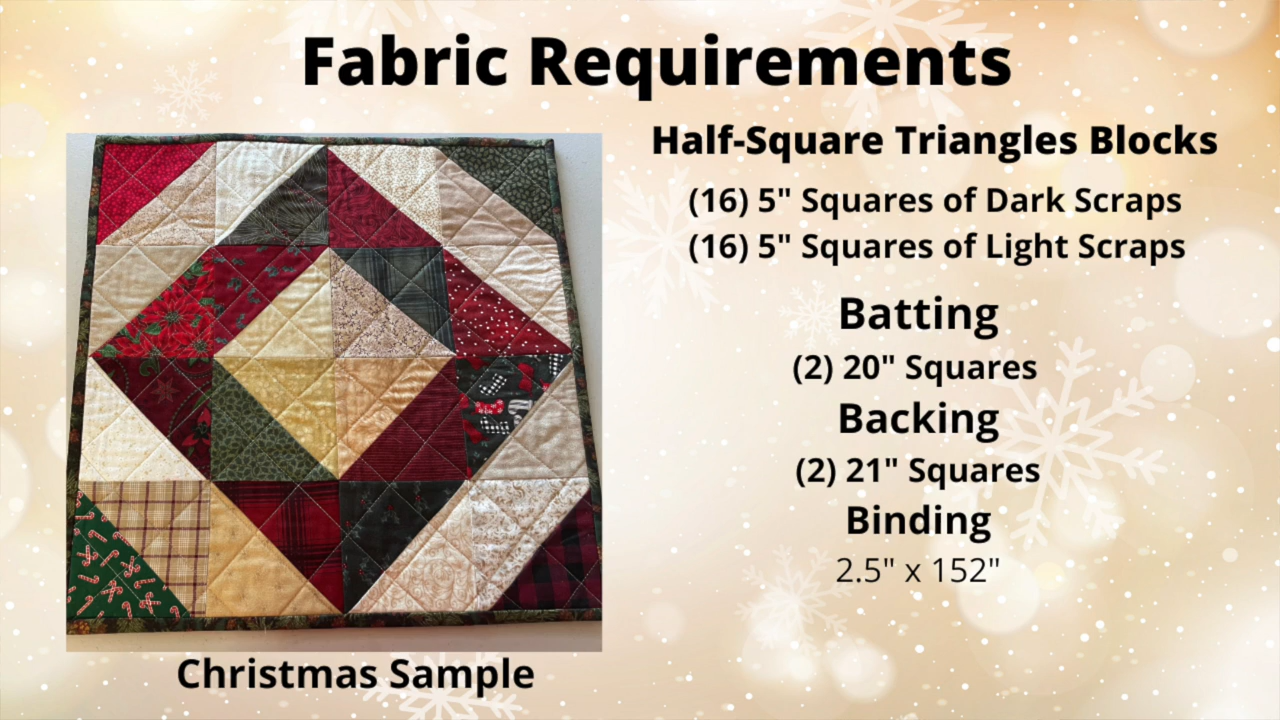 Fabric Requirements
Half-Square Triangles Blocks
(16) 5" Squares of Dark Scraps
(16) 5" Squares of Light Scraps
Batting
(2) 20" Squares
Backing
(2) 21" Squares
Binding
2.5" x 152"
Christmas Sample